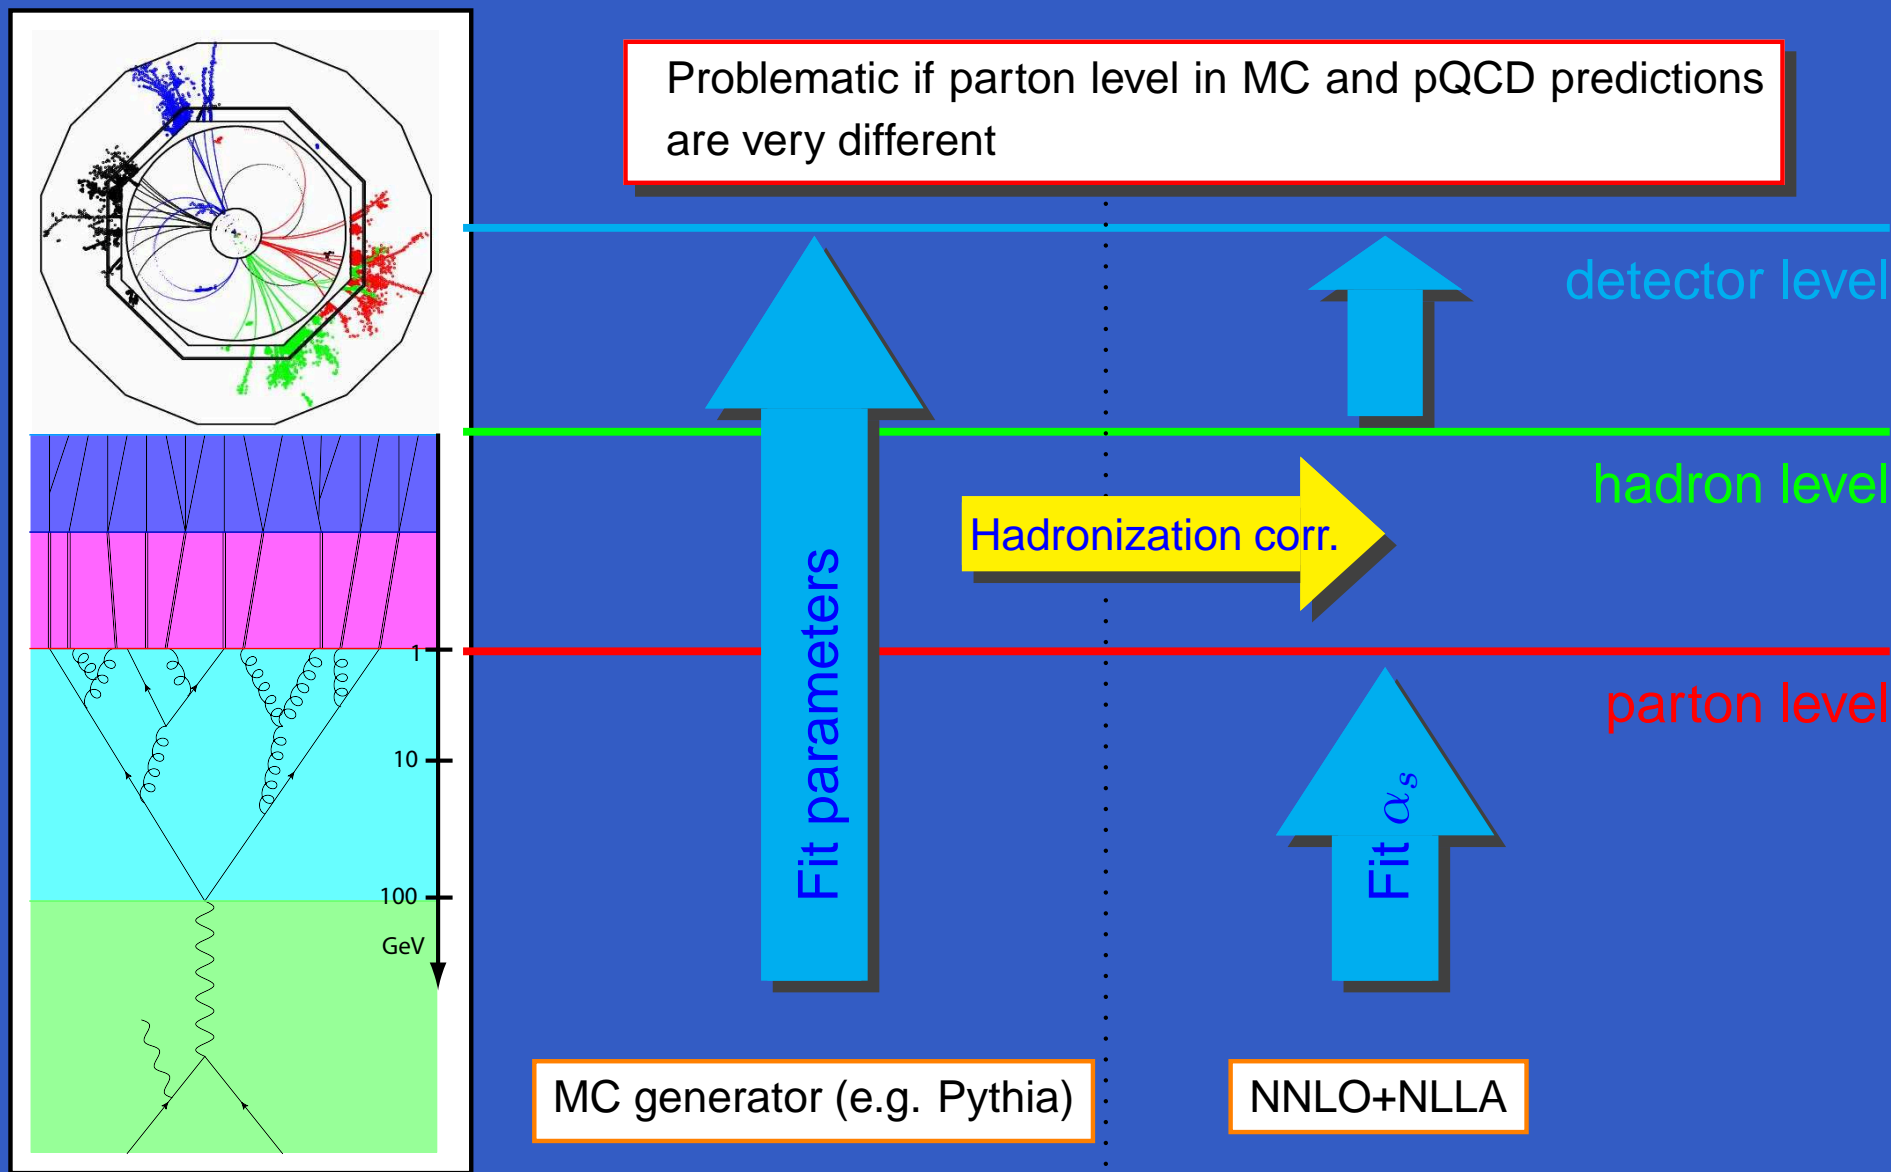 Problematic if parton level in MC and pQCD predictions
are very different
detector level
hadron level
Hadronization corr.
parton level
Fit parameters
Fit αₛ
1
10
100
GeV
MC generator (e.g. Pythia)
NNLO+NLLA